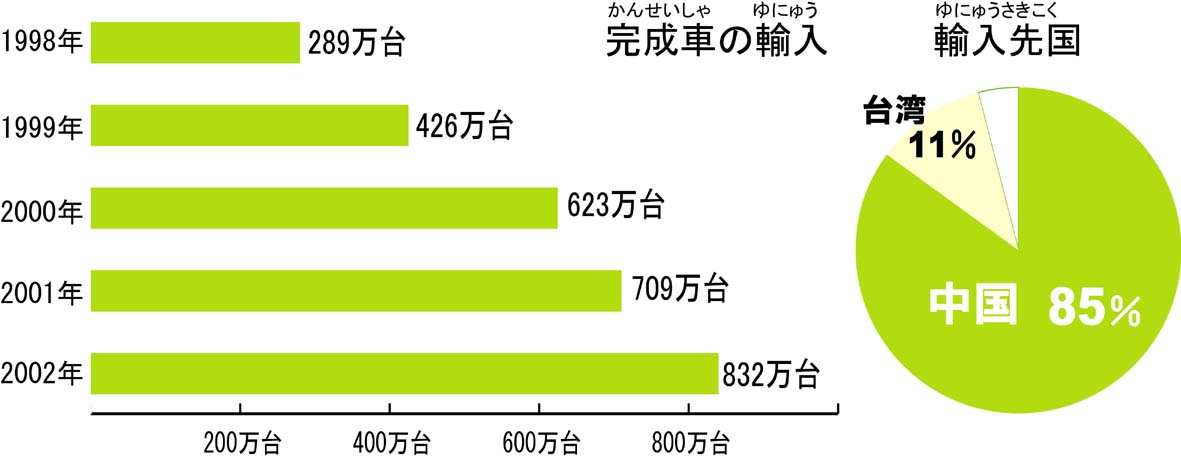 かんせいしゃ ゆにゅう
完成車の輸入
ゆにゅうさきこく
輸入先国
1998年 289万台
1999年 426万台
2000年 623万台
2001年 709万台
2002年 832万台
200万台 400万台 600万台 800万台
台湾
11%
中国 85%